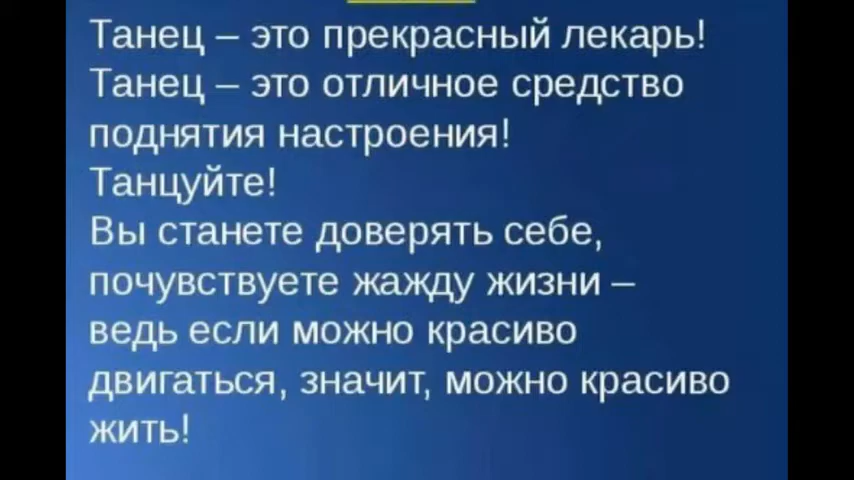 Танец – это прекрасный лекарь!
Танец – это отличное средство
поднятия настроения!
Танцуйте!
Вы станете доверять себе,
почувствуете жажду жизни –
ведь если можно красиво
двигаться, значит, можно красиво
жить!